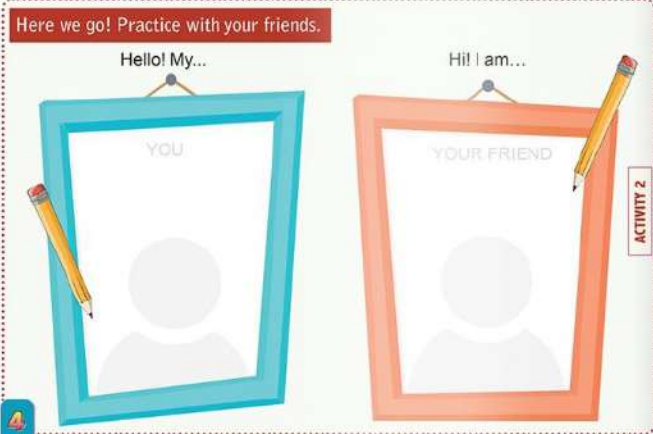 Here we go! Practice with your friends.
Hello! My...
Hi! I am...
YOU
YOUR FRIEND
ACTIVITY 2
4